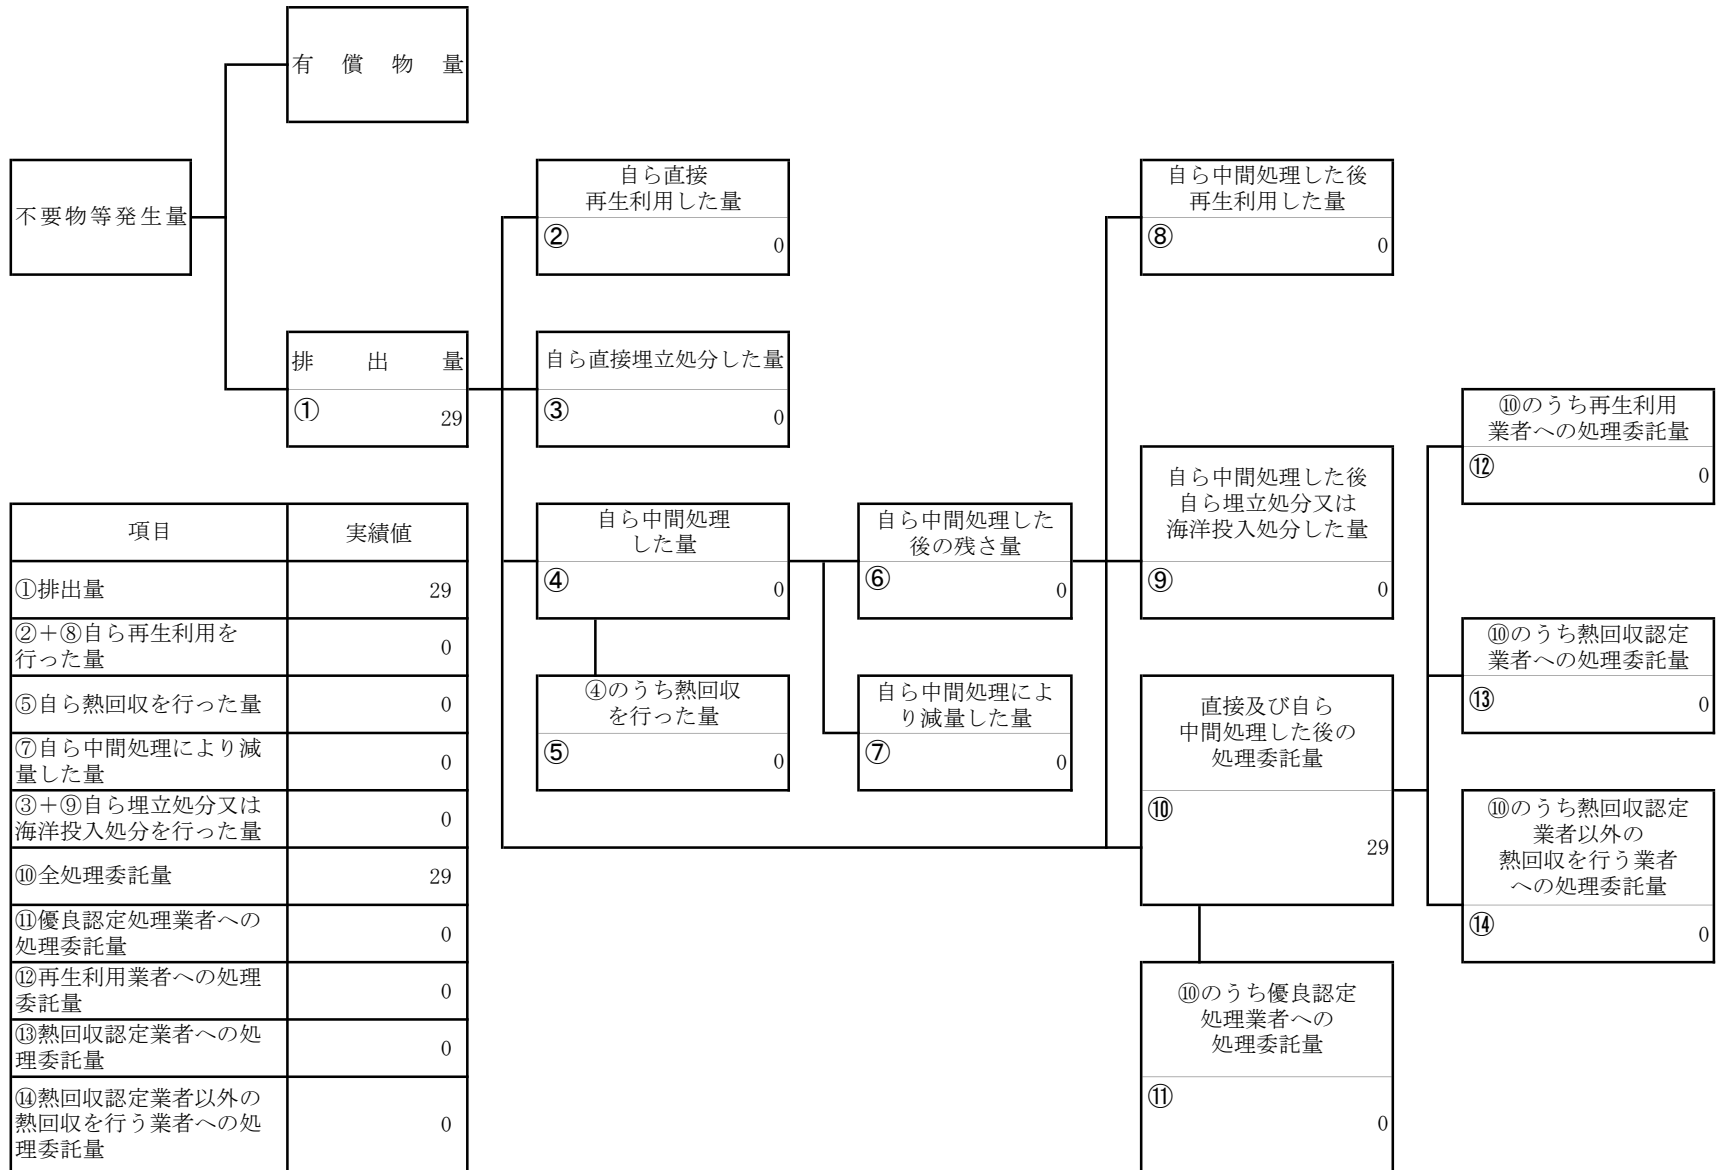 有償物量
不要物等発生量
排出量
①
29
自ら直接
再生利用した量
②
0
自ら直接埋立処分した量
③
0
自ら中間処理
した量
④
0
④のうち熱回収
を行った量
⑤
0
自ら中間処理した
後の残さ量
⑥
0
自ら中間処理によ
り減量した量
⑦
0
自ら中間処理した後
再生利用した量
⑧
0
自ら中間処理した後
自ら埋立処分又は
海洋投入処分した量
⑨
0
直接及び自ら
中間処理した後の
処理委託量
⑩
29
⑩のうち優良認定
処理業者への
処理委託量
⑪
0
⑩のうち再生利用
業者への処理委託量
⑫
0
⑩のうち熱回収認定
業者への処理委託量
⑬
0
⑩のうち熱回収認定
業者以外の
熱回収を行う業者
への処理委託量
⑭
0
項目 実績値
①排出量 29
②＋⑧自ら再生利用を
行った量 0
⑤自ら熱回収を行った量 0
⑦自ら中間処理により減
量した量 0
③＋⑨自ら埋立処分又は
海洋投入処分を行った量 0
⑩全処理委託量 29
⑪優良認定処理業者への
処理委託量 0
⑫再生利用業者への処理
委託量 0
⑬熱回収認定業者への処
理委託量 0
⑭熱回収認定業者以外の
熱回収を行う業者への処
理委託量 0